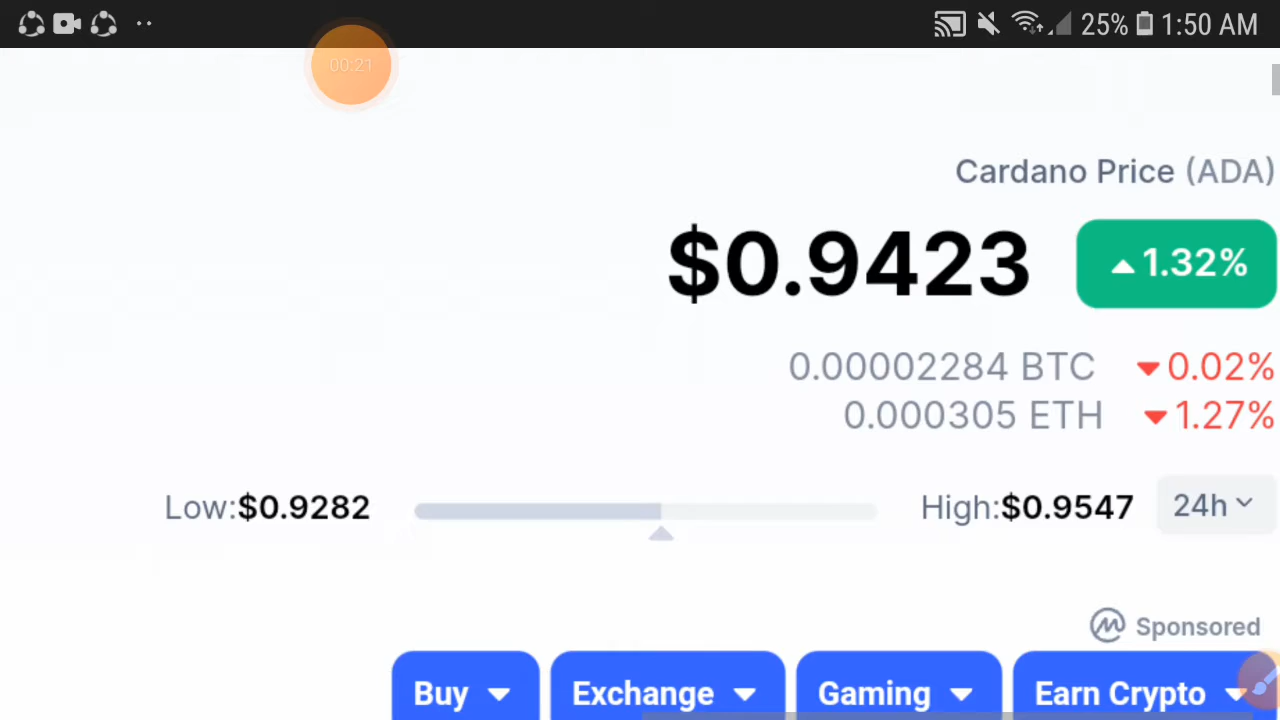 25% 1:50 AM
00:21
Cardano Price (ADA)
$0.9423 1.32%
0.00002284 BTC 0.02%
0.000305 ETH 1.27%
Low:$0.9282 High:$0.9547 24h
Sponsored
Buy Exchange Gaming Earn Crypto